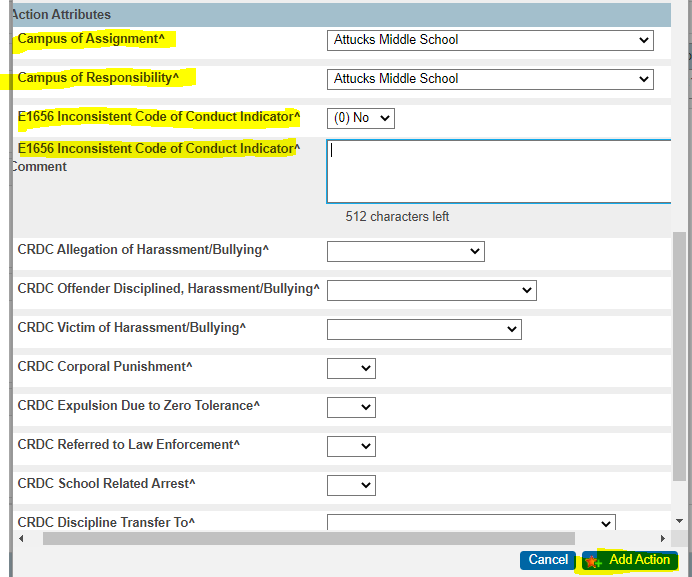 Action Attributes
Campus of Assignment^ Attucks Middle School
Campus of Responsibility^ Attucks Middle School
E1656 Inconsistent Code of Conduct Indicator^ (0) No
E1656 Inconsistent Code of Conduct Indicator^
Comment
512 characters left
CRDC Allegation of Harassment/Bullying^
CRDC Offender Disciplined, Harassment/Bullying^
CRDC Victim of Harassment/Bullying^
CRDC Corporal Punishment^
CRDC Expulsion Due to Zero Tolerance^
CRDC Referred to Law Enforcement^
CRDC School Related Arrest^
CRDC Discipline Transfer To^
Cancel Add Action